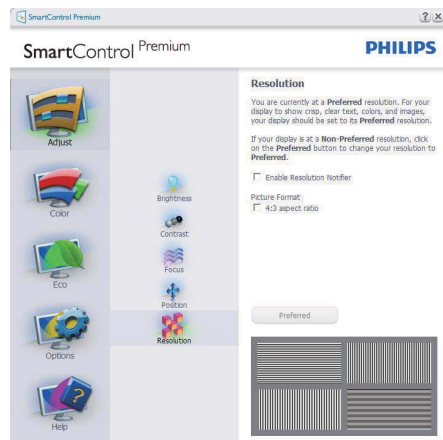 SmartControl Premium
SmartControl Premium
PHILIPS
Adjust
Color
Eco
Options
Help
Brightness
Contrast
Focus
Position
Resolution
Resolution
You are currently at a Preferred resolution. For your
display to show crisp, clear text, colors, and images,
your display should be set to its Preferred resolution.
If your display is at a Non-Preferred resolution, click
on the Preferred button to change your resolution to
Preferred.
Enable Resolution Notifier
Picture Format
4:3 aspect ratio
Preferred